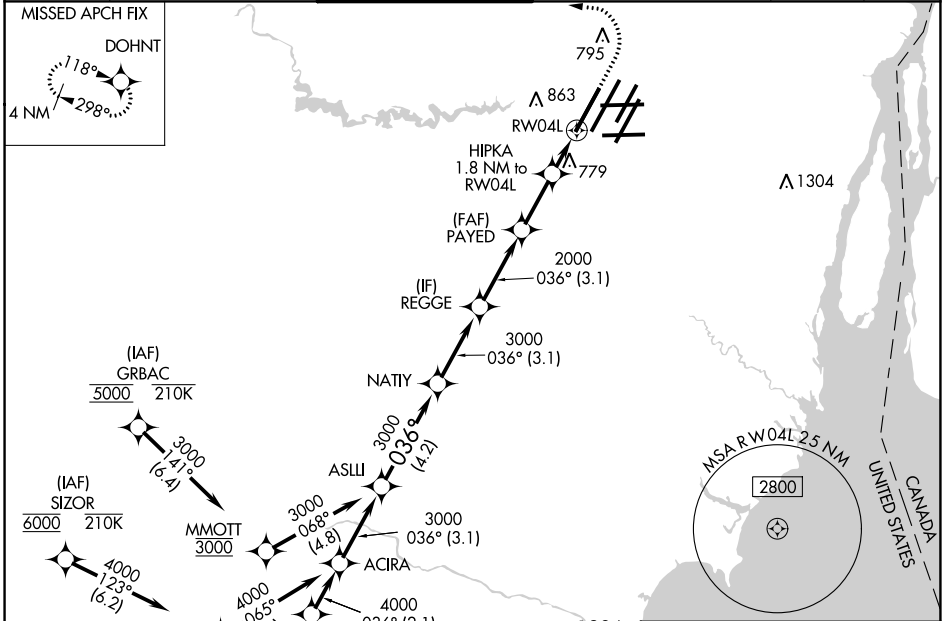 MISSED APCH FIX
DOHNT
118°
298°
4 NM
795
863
RW04L
HIPKA
1.8 NM to
RW04L
779
1304
(FAF)
PAYED
2000
036° (3.1)
(IF)
REGGE
3000
036° (3.1)
NATIY
(IAF)
GRBAC
5000 210K
3000
141°
(6.4)
3000
036°
(4.2)
ASLLI
(IAF)
SIZOR
6000 210K
MMOTT
3000
3000
068°
(4.8)
3000
036° (3.1)
ACIRA
4000
123°
(6.2)
4000
065°
4000
MSA RW04L 25 NM
2800
CANADA
UNITED STATES